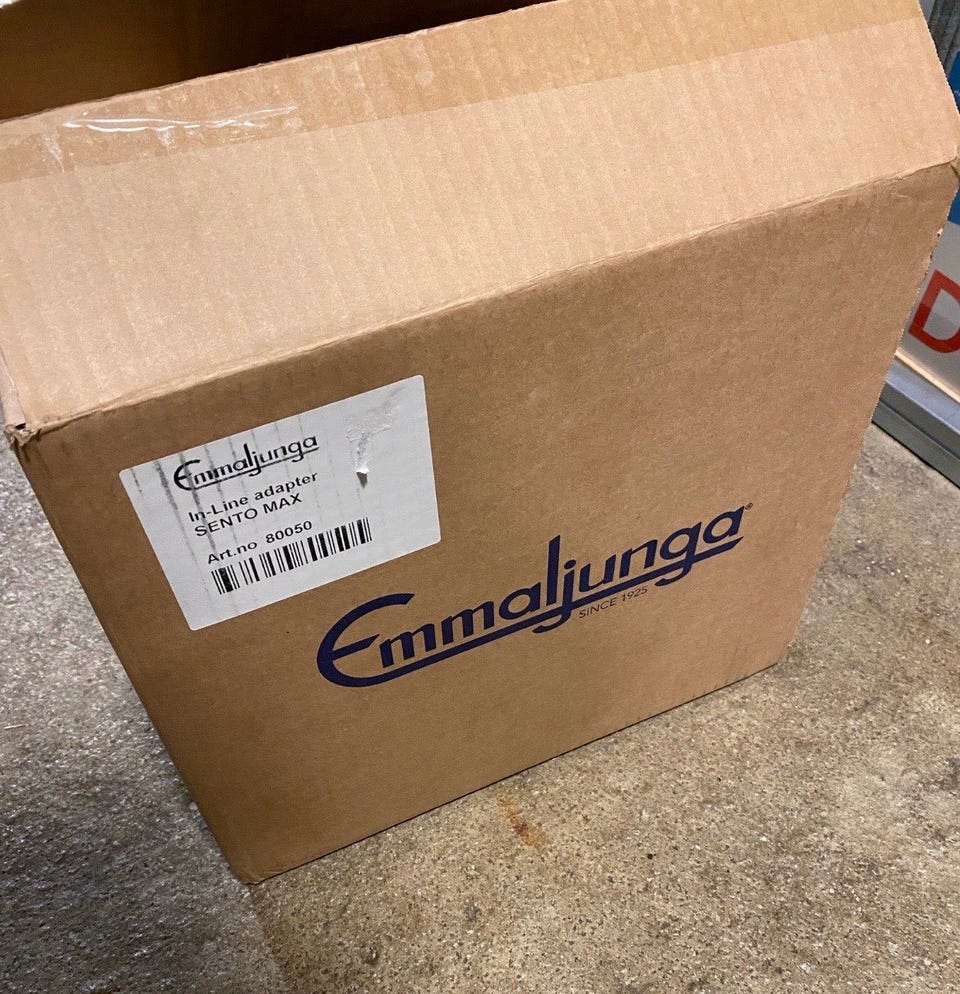 Emmaljunga
In-Line adapter
SENTO MAX
Art.no 80050
Emmaljunga®
SINCE 1925
D